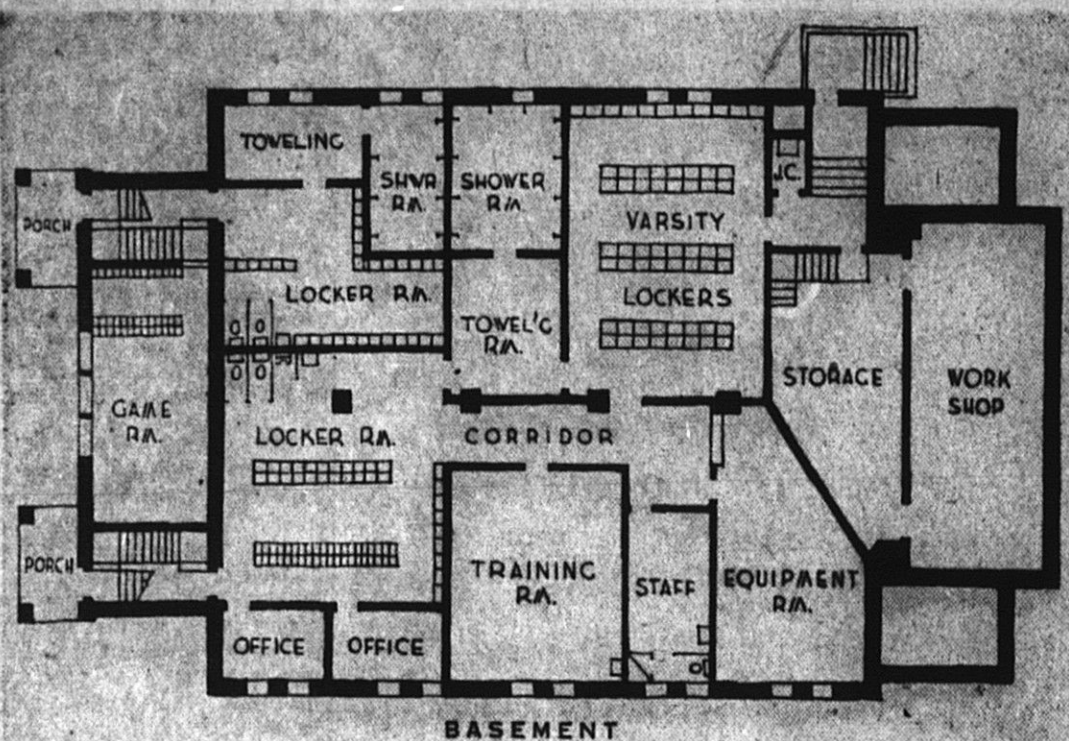 TOWELING
SHWR
RM.
SHOWER
RM.
J.C.
VARSITY
LOCKERS
PORCH
LOCKER RM.
TOWEL'G
RM.
STORAGE
WORK
SHOP
GAME
RM.
LOCKER RM.
CORRIDOR
PORCH
TRAINING
RM.
STAFF
EQUIPMENT
RM.
OFFICE
OFFICE
BASEMENT